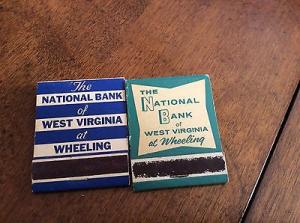 The
NATIONAL BANK
of
WEST VIRGINIA
at
WHEELING
THE
NATIONAL
BANK
of
WEST VIRGINIA
at Wheeling